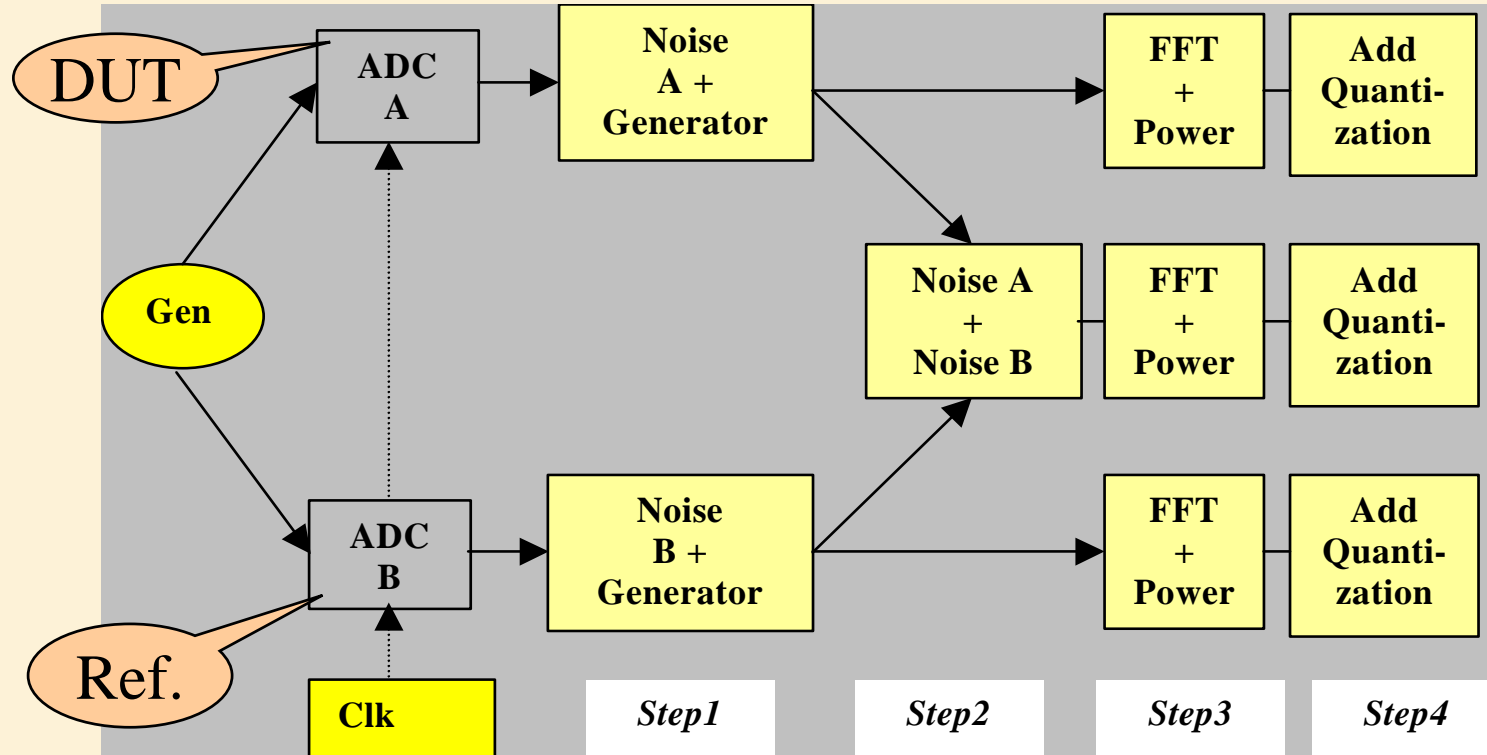 DUT
ADC
A
Noise
A +
Generator
FFT
+
Power
Add
Quanti-
zation
Gen
Noise A
+
Noise B
FFT
+
Power
Add
Quanti-
zation
ADC
B
Noise
B +
Generator
FFT
+
Power
Add
Quanti-
zation
Ref.
Clk
Step1
Step2
Step3
Step4